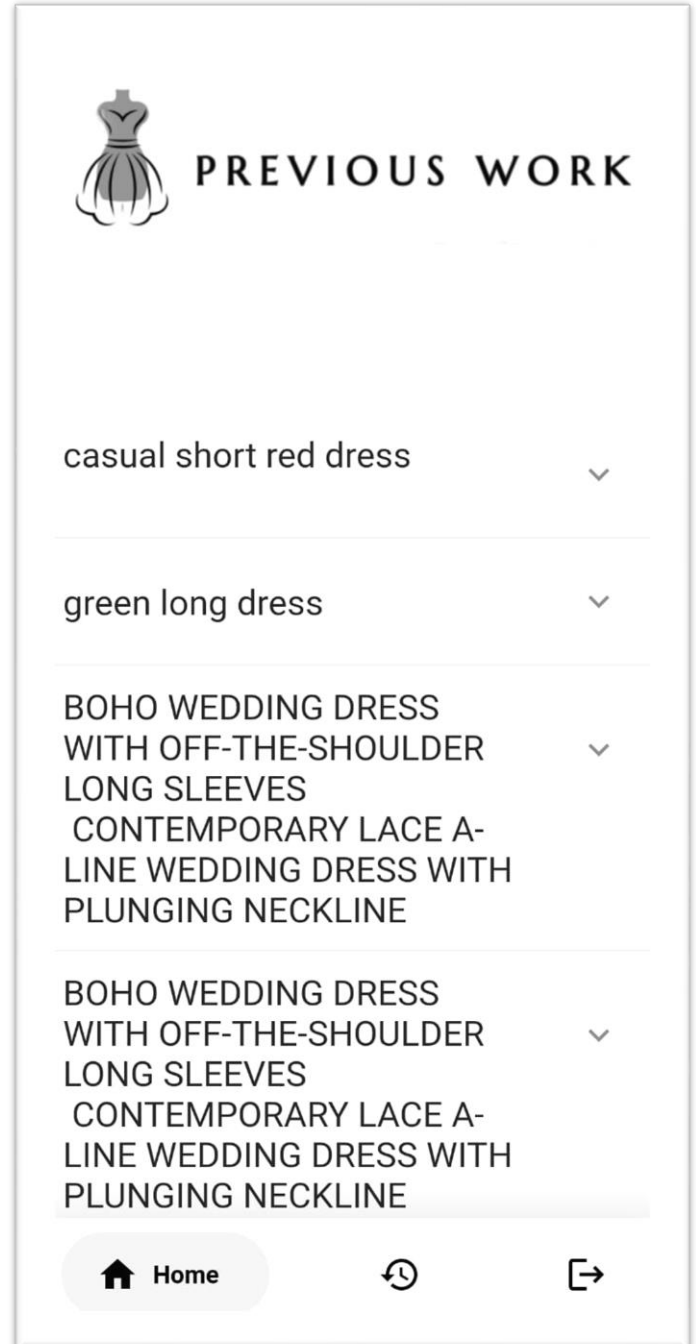 PREVIOUS WORK
casual short red dress
green long dress
BOHO WEDDING DRESS
WITH OFF-THE-SHOULDER
LONG SLEEVES
CONTEMPORARY LACE A-
LINE WEDDING DRESS WITH
PLUNGING NECKLINE
BOHO WEDDING DRESS
WITH OFF-THE-SHOULDER
LONG SLEEVES
CONTEMPORARY LACE A-
LINE WEDDING DRESS WITH
PLUNGING NECKLINE
Home